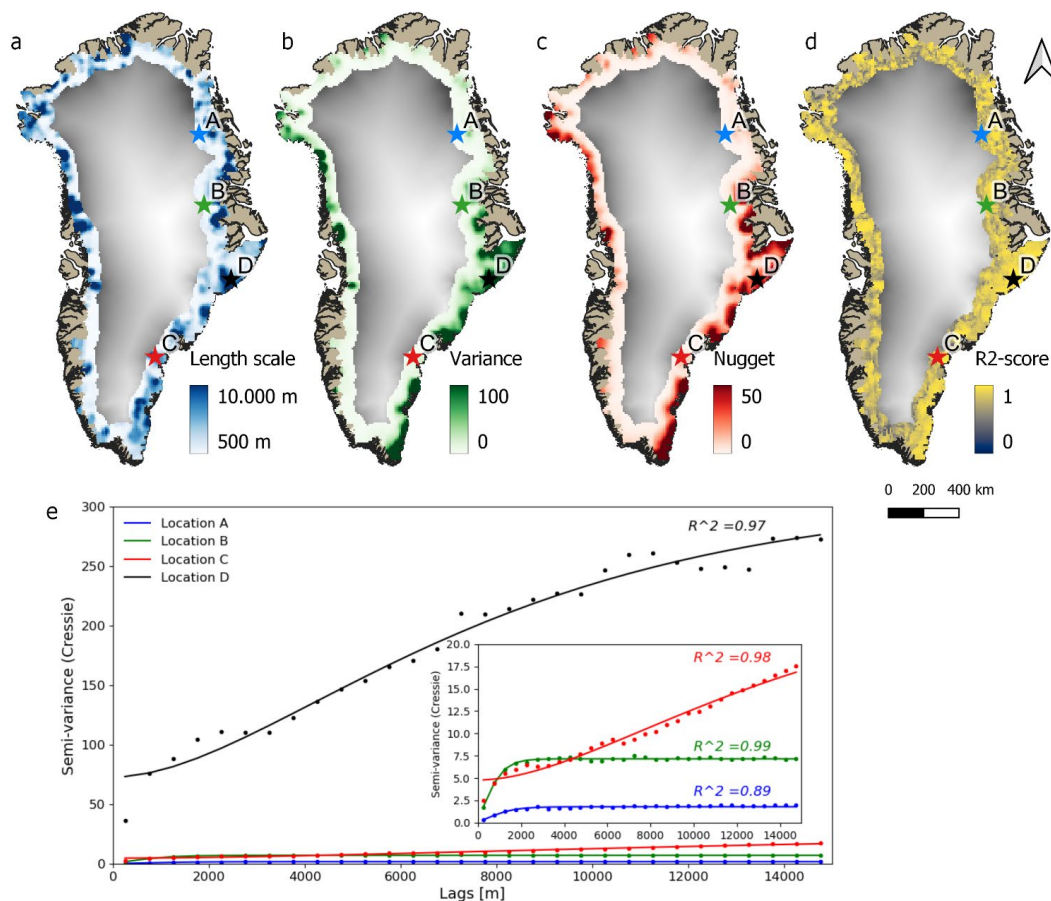 a
b
c
d
A
A
A
A
B
B
B
B
D
D
D
D
C
C
C
C
Length scale
10.000 m
500 m
Variance
100
0
Nugget
50
0
R2-score
1
0
0 200 400 km
e
Location A
Location B
Location C
Location D
R^2 =0.97
300
250
200
150
100
50
0
Semi-variance (Cressie)
0 2000 4000 6000 8000 10000 12000 14000
Lags [m]
20.0
17.5
15.0
12.5
10.0
7.5
5.0
2.5
0.0
Semi-variance (Cressie)
R^2 =0.98
R^2 =0.99
R^2 =0.89
0 2000 4000 6000 8000 10000 12000 14000